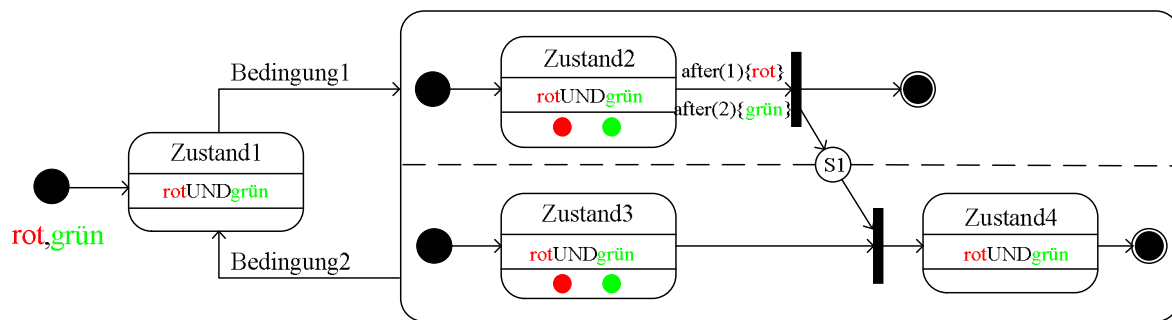 Zustand2
after(1){rot}
Bedingung1
rotUNDgrün
after(2){grün}
Zustand1
S1
rotUNDgrün
Zustand3
Zustand4
rot,grün
Bedingung2
rotUNDgrün
rotUNDgrün